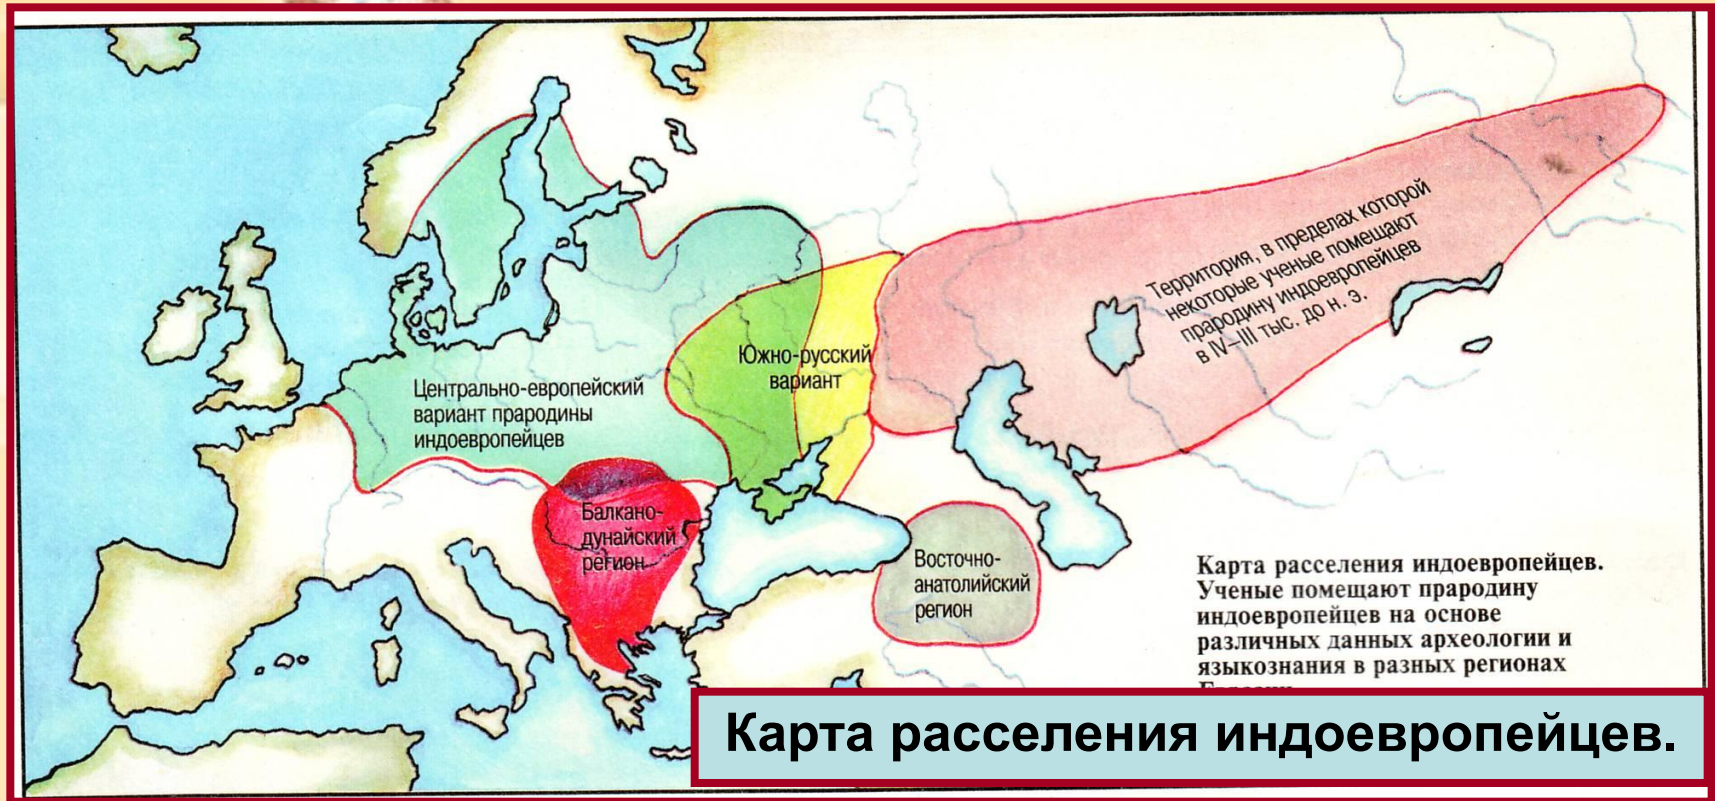 Территория, в пределах которой
некоторые ученые помещают
прародину индоевропейцев
в IV–III тыс. до н. э.
Южно-русский
вариант
Центрально-европейский
вариант прародины
индоевропейцев
Балкано-
дунайский
регион
Восточно-
анатолийский
регион
Карта расселения индоевропейцев.
Ученые помещают прародину
индоевропейцев на основе
различных данных археологии и
языкознания в разных регионах
Карта расселения индоевропейцев.